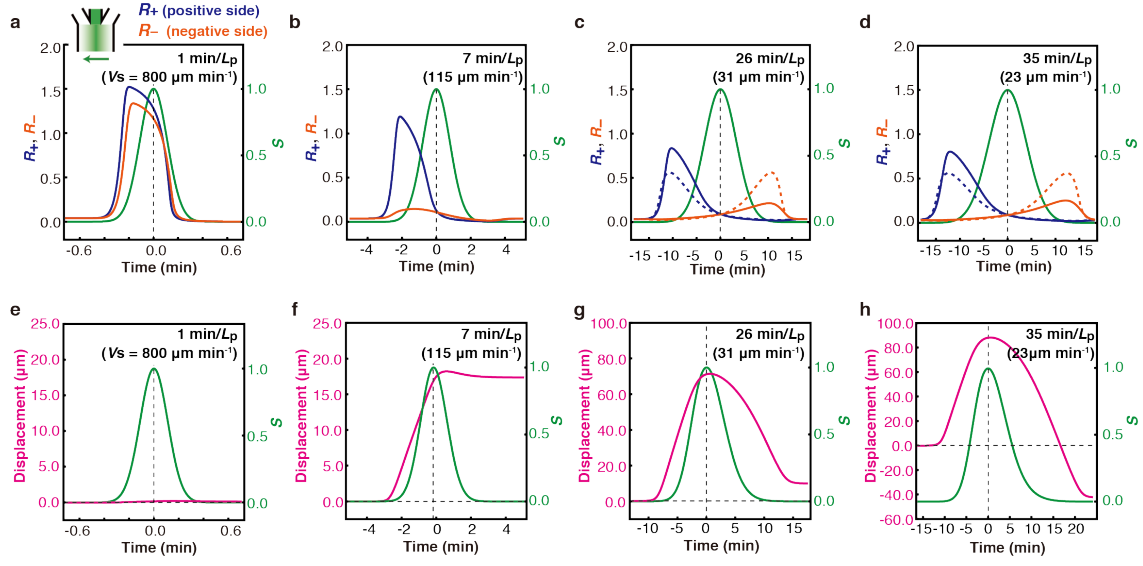 a
R+ (positive side)
R− (negative side)
b
c
d
1 min/Lp
(Vs = 800 µm min-1)
R+, R−
2.0
1.5
1.0
0.5
0.0
1.0
0.5
0.0
S
-0.6
0.0
0.6
Time (min)
7 min/Lp
(115 µm min-1)
2.0
1.5
1.0
0.5
0.0
R+, R−
1.0
0.5
0.0
S
-4
-2
0
2
4
Time (min)
26 min/Lp
(31 µm min-1)
2.0
1.5
1.0
0.5
0.0
R+, R−
1.0
0.5
0.0
S
-15
-10
-5
0
5
10
15
Time (min)
35 min/Lp
(23 µm min-1)
2.0
1.5
1.0
0.5
0.0
R+, R−
1.0
0.5
0.0
S
-15
-10
-5
0
5
10
15
Time (min)
e
1 min/Lp
(Vs = 800 µm min-1)
Displacement (µm)
25.0
20.0
15.0
10.0
5.0
0.0
1.0
0.5
0.0
S
-0.6
0.0
0.6
Time (min)
f
7 min/Lp
(115 µm min-1)
Displacement (µm)
25.0
20.0
15.0
10.0
5.0
0.0
1.0
0.5
0.0
S
-4
-2
0
2
4
Time (min)
g
26 min/Lp
(31 µm min-1)
Displacement (µm)
100.0
80.0
60.0
40.0
20.0
0.0
1.0
0.5
0.0
S
-10
-5
0
5
10
15
Time (min)
h
35 min/Lp
(23µm min-1)
Displacement (µm)
100.0
80.0
60.0
40.0
20.0
0.0
-20.0
-40.0
-60.0
1.0
0.5
0.0
S
-15
-10
-5
0
5
10
15
20
Time (min)